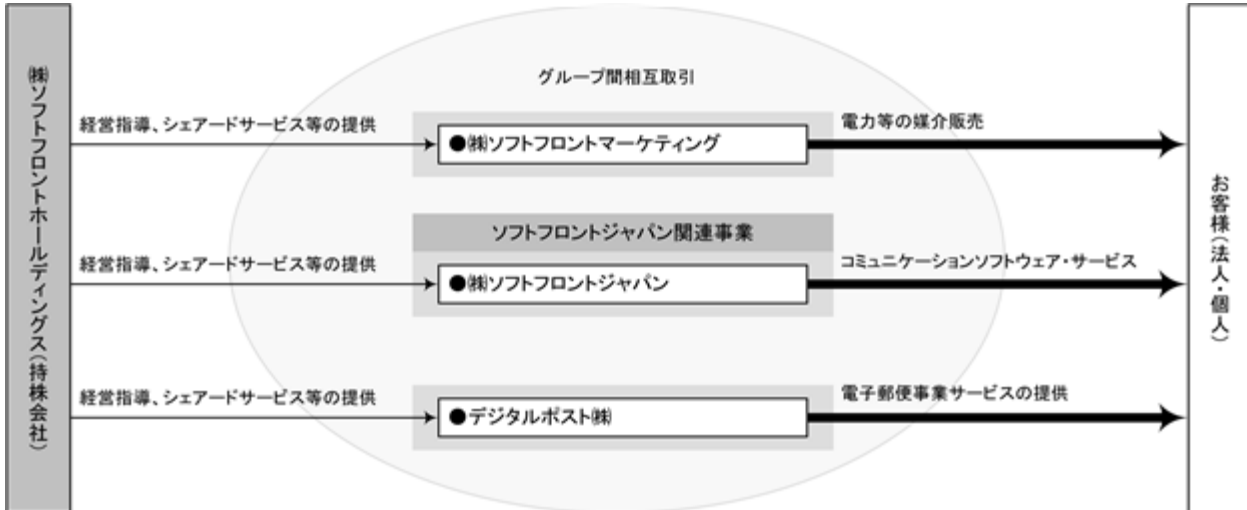 ㈱ソフトフロントホールディングス(持株会社)
グループ間相互取引
経営指導、シェアードサービス等の提供
●㈱ソフトフロントマーケティング
電力等の媒介販売
ソフトフロントジャパン関連事業
経営指導、シェアードサービス等の提供
●㈱ソフトフロントジャパン
コミュニケーションソフトウェア・サービス
経営指導、シェアードサービス等の提供
●デジタルポスト㈱
電子郵便事業サービスの提供
お客様(法人・個人)